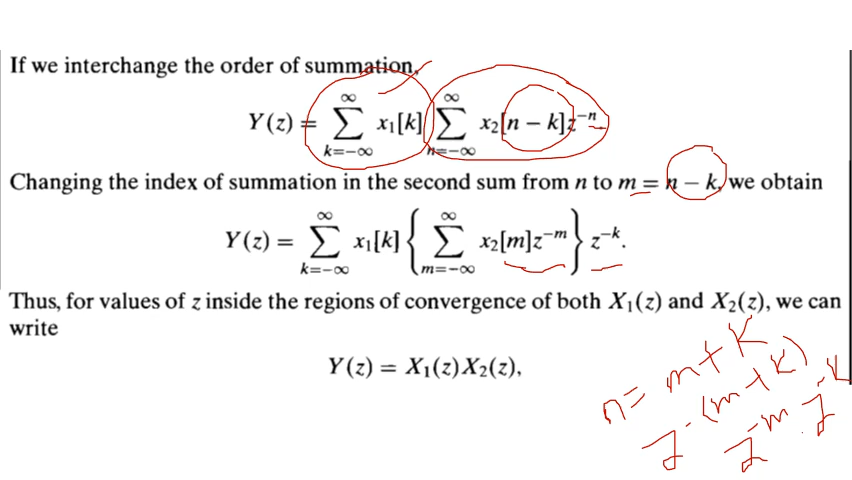 If we interchange the order of summation,
Y(z) = ∑_{k=−∞}^{∞} x₁[k] ∑_{n=−∞}^{∞} x₂[n − k]z^{−n}
Changing the index of summation in the second sum from n to m = n − k, we obtain
Y(z) = ∑_{k=−∞}^{∞} x₁[k] { ∑_{m=−∞}^{∞} x₂[m]z^{−m} } z^{−k}.
Thus, for values of z inside the regions of convergence of both X₁(z) and X₂(z), we can
write
Y(z) = X₁(z)X₂(z),
n = m + k
z^{-(m+k)}
z^{-m} z^{-k}